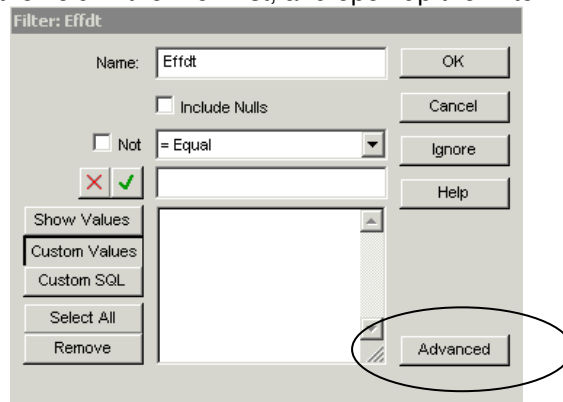 Filter: Effdt
Name: Effdt OK
Include Nulls Cancel
Not = Equal Ignore
Help
Show Values
Custom Values
Custom SQL
Select All
Remove Advanced